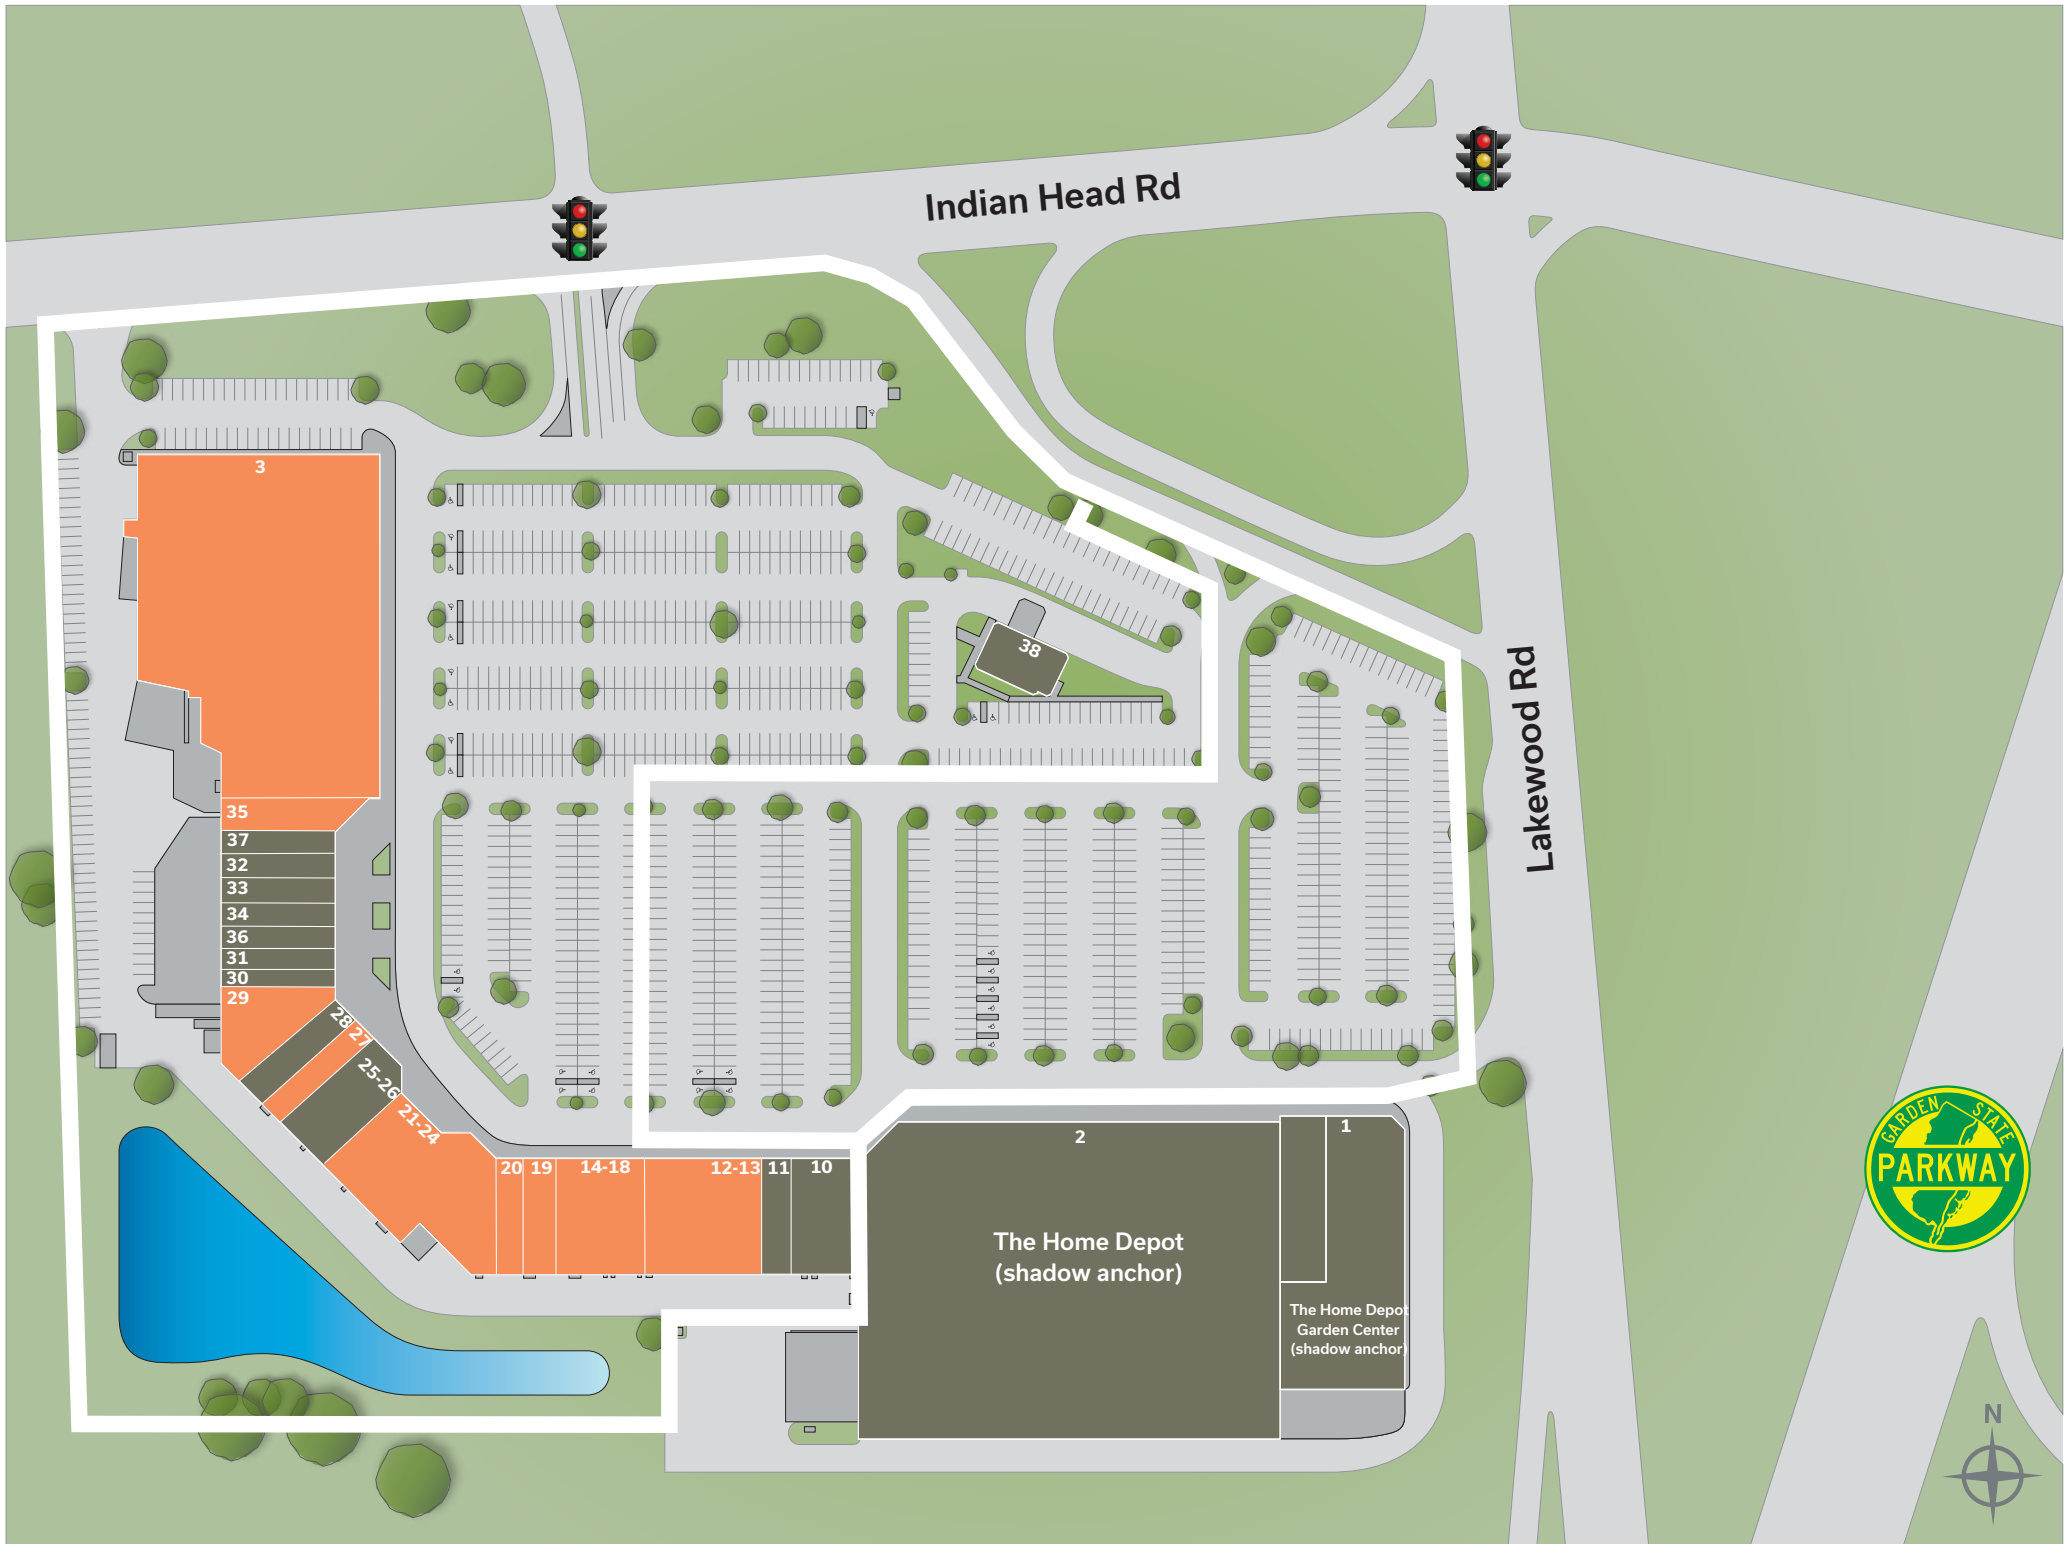 Indian Head Rd
3
38
Lakewood Rd
35
37
32
33
34
36
31
30
29
28
27
25-26
21-24
20
19
14-18
12-13
11
10
2
1
The Home Depot
(shadow anchor)
The Home Depot
Garden Center
(shadow anchor)
GARDEN STATE
PARKWAY
N